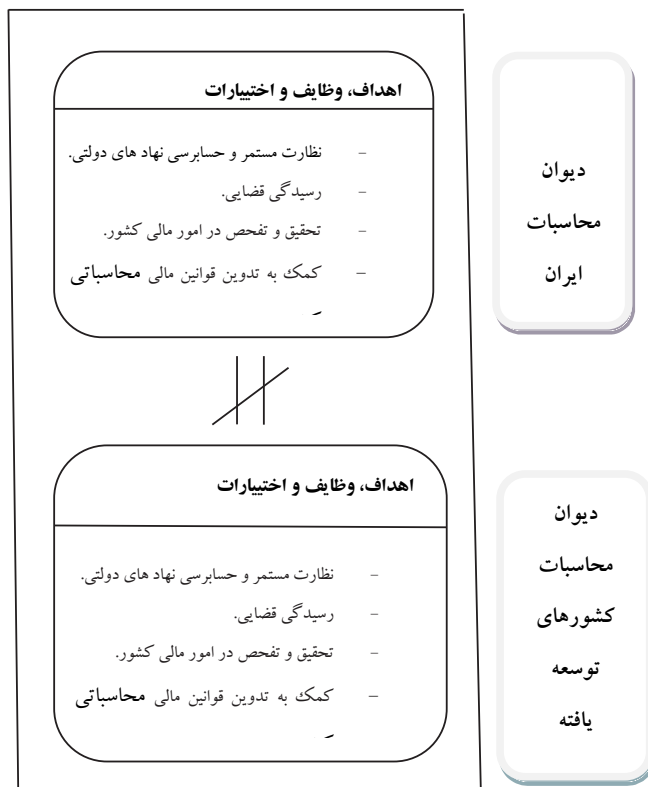 اهداف، وظایف و اختییارات
- نظارت مستمر و حسابرسی نهاد های دولتی.
- رسیدگی قضایی.
- تحقیق و تفحص در امور مالی کشور.
- کمک به تدوین قوانین مالی محاسباتی
دیوان
محاسبات
ایران
اهداف، وظایف و اختییارات
- نظارت مستمر و حسابرسی نهاد های دولتی.
- رسیدگی قضایی.
- تحقیق و تفحص در امور مالی کشور.
- کمک به تدوین قوانین مالی محاسباتی
دیوان
محاسبات
کشورهای
توسعه
یافته